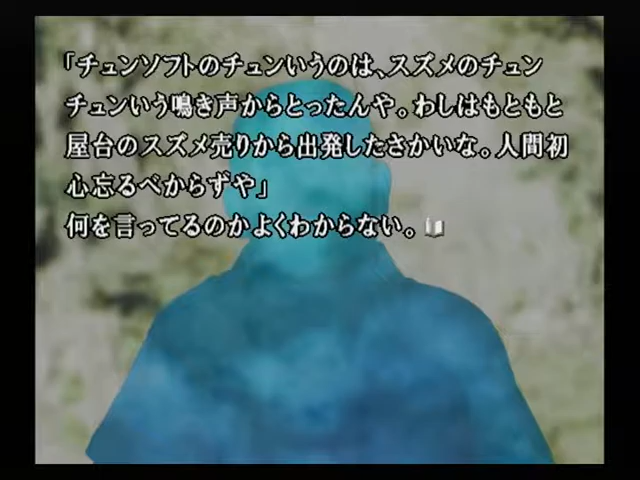 「チュンソフトのチュンいうのは、スズメのチュン
チュンいう鳴き声からとったんや。わしはもともと
屋台のスズメ売りから出発したさかいな。人間初
心忘るべからずや」
何を言ってるのかよくわからない。